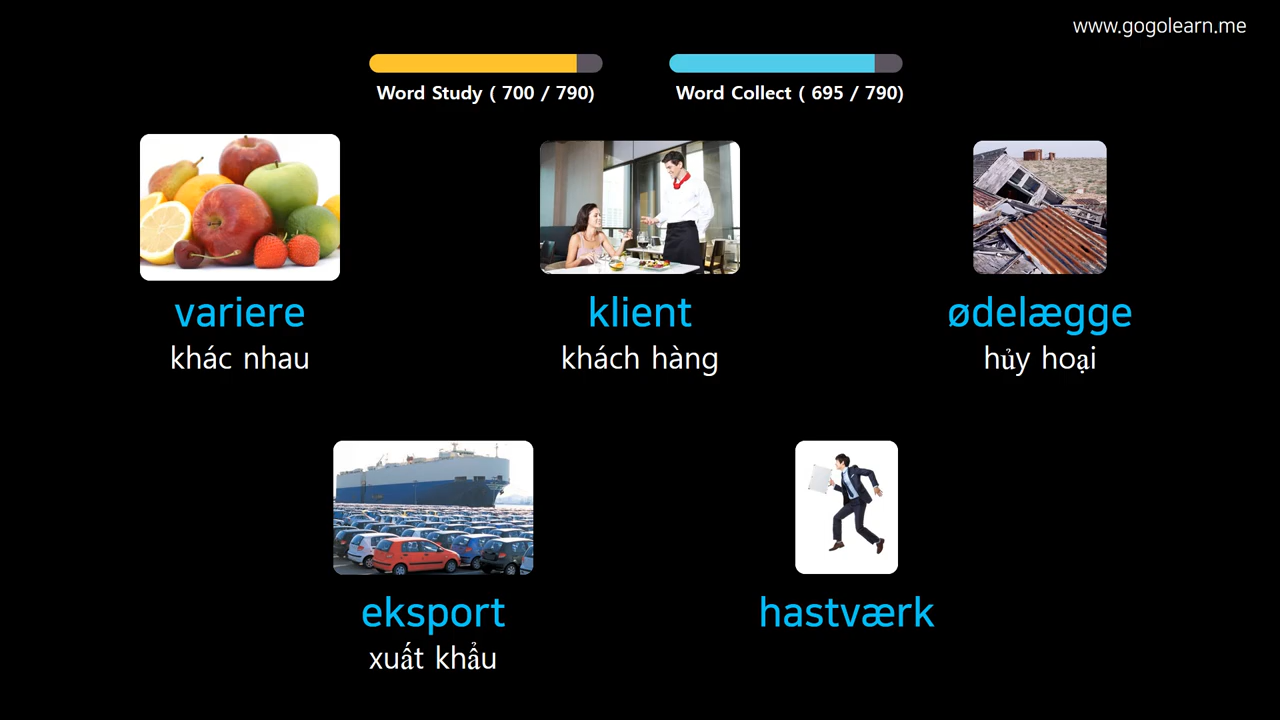 www.gogolearn.me
Word Study ( 700 / 790)
Word Collect ( 695 / 790)
variere
khác nhau
klient
khách hàng
ødelægge
hủy hoại
eksport
xuất khẩu
hastværk